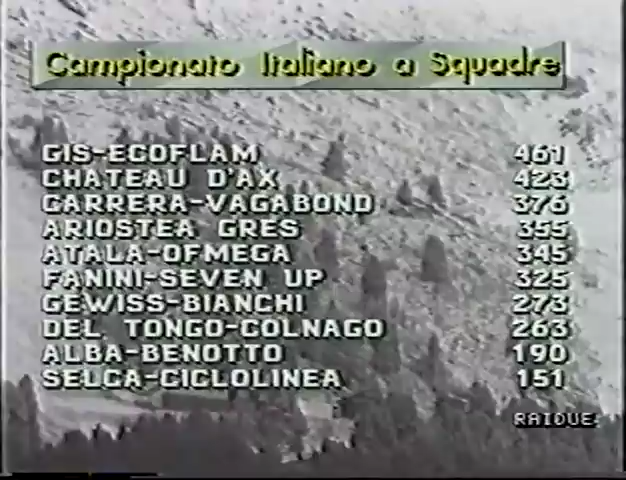 Campionato Italiano a Squadre
GIS-ECOFLAM 461
CHATEAU D'AX 423
CARRERA-VAGABOND 376
ARIOSTEA GRES 355
ATALA-OFMEGA 345
FANINI-SEVEN UP 325
GEWISS-BIANCHI 273
DEL TONGO-COLNAGO 263
ALBA-BENOTTO 190
SELCA-CICLOLINEA 151
RAIDUE